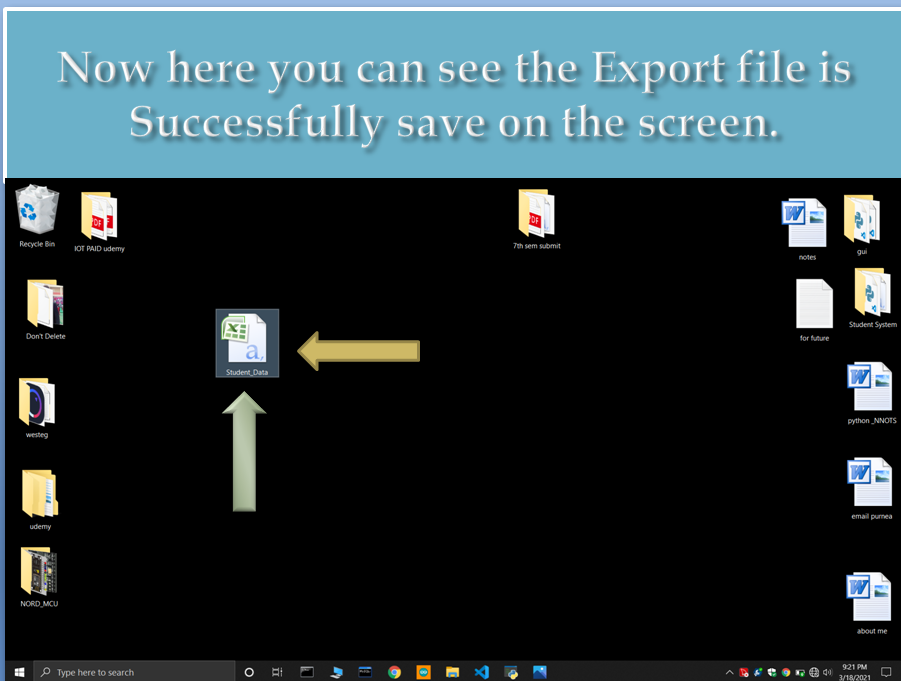 Now here you can see the Export file is
Successfully save on the screen.
Recycle Bin
IOT PAID udemy
7th sem submit
notes
gui
Don't Delete
Student_Data
for future
Student System
westeg
python _NNOTS
udemy
email purnea
NORD_MCU
about me
Type here to search
9:21 PM
3/18/2021